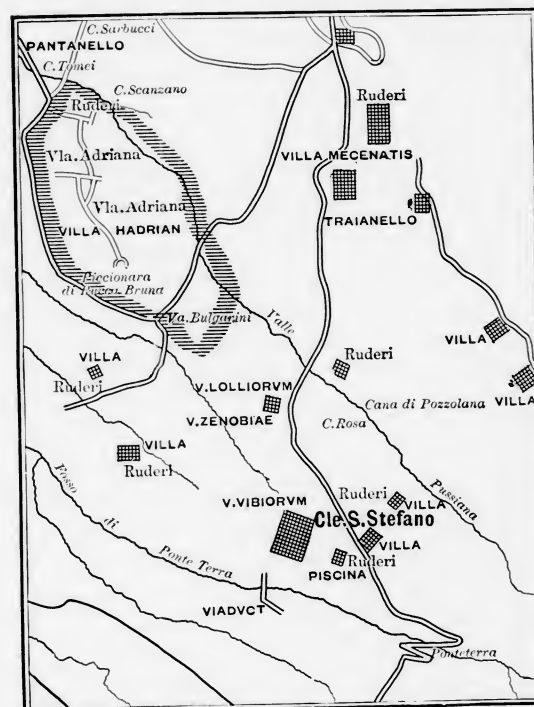 C. Sarbucci
PANTANELLO
C. Tomei
C. Scanzano
Ruderi
Ruderi
Vla. Adriana
VILLA MECENATIS
Vla. Adriana
TRAIANELLO
VILLA HADRIAN
di Bruna
Va. Bulgarini
Valle
VILLA
VILLA
Ruderi
Ruderi
VILLA
V. LOLLIORVM
Cana di Pozzolana
V. ZENOBIAE
C. Rosa
VILLA
Ruderi
Pussiana
Fosso
di
Ponte Terra
Ruderi
V. VIBIORVM
VILLA
Cle. S. Stefano
VILLA
Ruderi
PISCINA
VIADVCT
Ponteterra